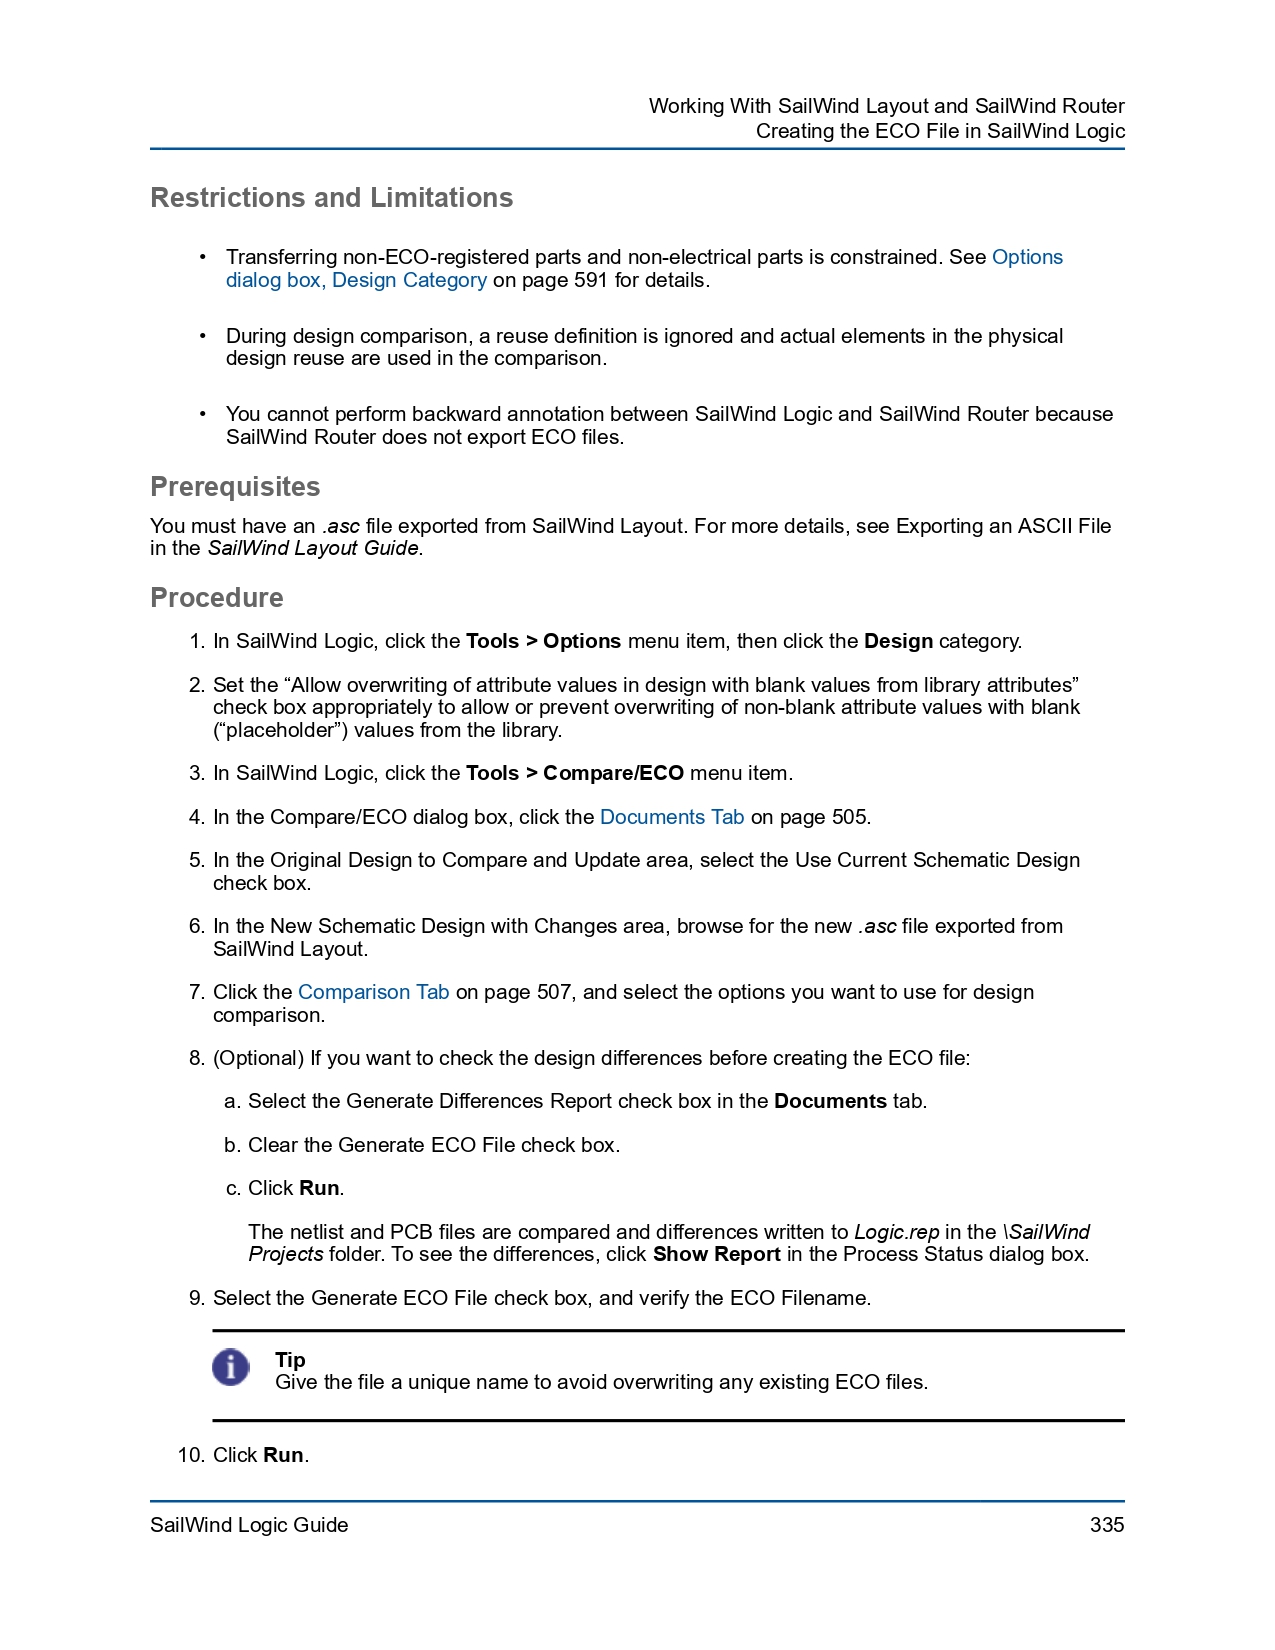 Working With SailWind Layout and SailWind Router
Creating the ECO File in SailWind Logic
Restrictions and Limitations
• Transferring non-ECO-registered parts and non-electrical parts is constrained. See Options
dialog box, Design Category on page 591 for details.
• During design comparison, a reuse definition is ignored and actual elements in the physical
design reuse are used in the comparison.
• You cannot perform backward annotation between SailWind Logic and SailWind Router because
SailWind Router does not export ECO files.
Prerequisites
You must have an .asc file exported from SailWind Layout. For more details, see Exporting an ASCII File
in the SailWind Layout Guide.
Procedure
1. In SailWind Logic, click the Tools > Options menu item, then click the Design category.
2. Set the “Allow overwriting of attribute values in design with blank values from library attributes”
check box appropriately to allow or prevent overwriting of non-blank attribute values with blank
(“placeholder”) values from the library.
3. In SailWind Logic, click the Tools > Compare/ECO menu item.
4. In the Compare/ECO dialog box, click the Documents Tab on page 505.
5. In the Original Design to Compare and Update area, select the Use Current Schematic Design
check box.
6. In the New Schematic Design with Changes area, browse for the new .asc file exported from
SailWind Layout.
7. Click the Comparison Tab on page 507, and select the options you want to use for design
comparison.
8. (Optional) If you want to check the design differences before creating the ECO file:
a. Select the Generate Differences Report check box in the Documents tab.
b. Clear the Generate ECO File check box.
c. Click Run.
The netlist and PCB files are compared and differences written to Logic.rep in the \SailWind
Projects folder. To see the differences, click Show Report in the Process Status dialog box.
9. Select the Generate ECO File check box, and verify the ECO Filename.
Tip
Give the file a unique name to avoid overwriting any existing ECO files.
10. Click Run.
SailWind Logic Guide 335